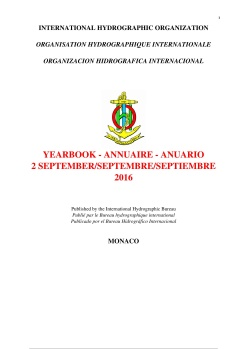 INTERNATIONAL HYDROGRAPHIC ORGANIZATION
ORGANISATION HYDROGRAPHIQUE INTERNATIONALE
ORGANIZACION HIDROGRAFICA INTERNACIONAL
YEARBOOK - ANNUAIRE - ANUARIO
2 SEPTEMBER/SEPTEMBRE/SEPTIEMBRE
2016
Published by the International Hydrographic Bureau
Publié par le Bureau hydrographique international
Publicado por el Bureau Hidrográfico Internacional
MONACO